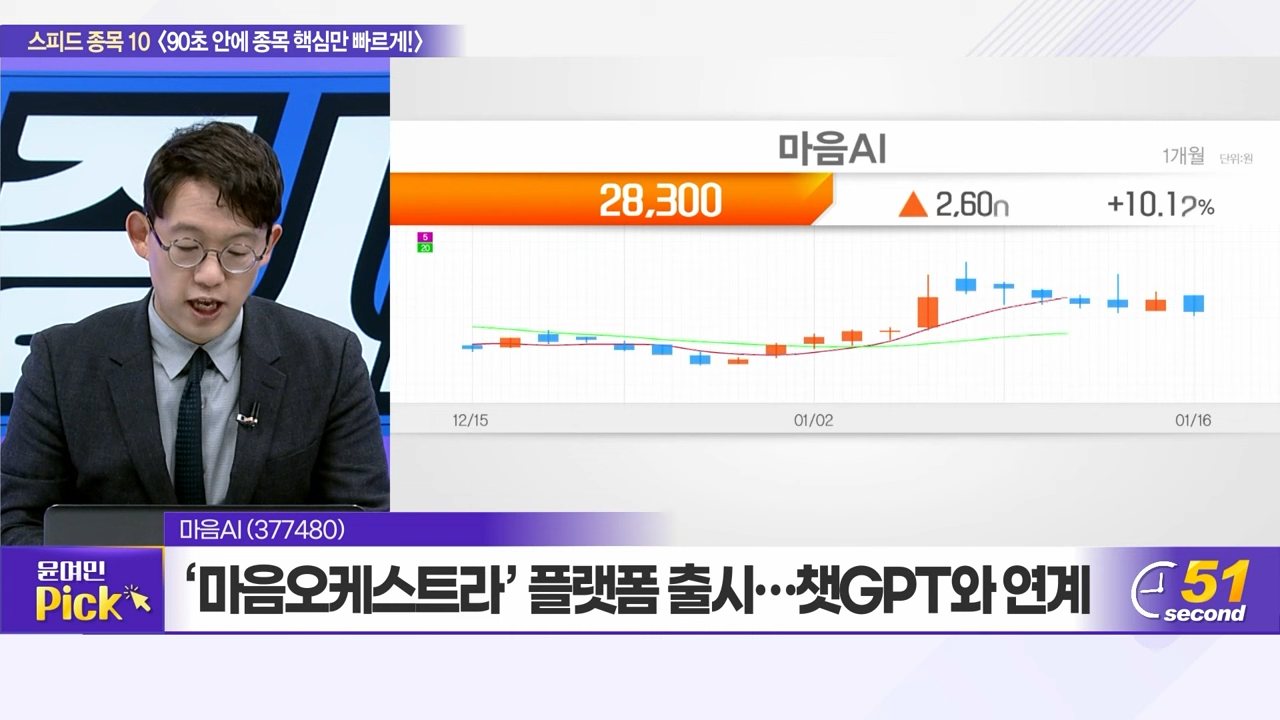 스피드 종목 10 〈90초 안에 종목 핵심만 빠르게!〉
마음AI
1개월 단위:원
28,300 ▲ 2,600 +10.12%
5
20
12/15 01/02 01/16
마음AI (377480)
윤여민
Pick
‘마음오케스트라’ 플랫폼 출시…챗GPT와 연계
51
second